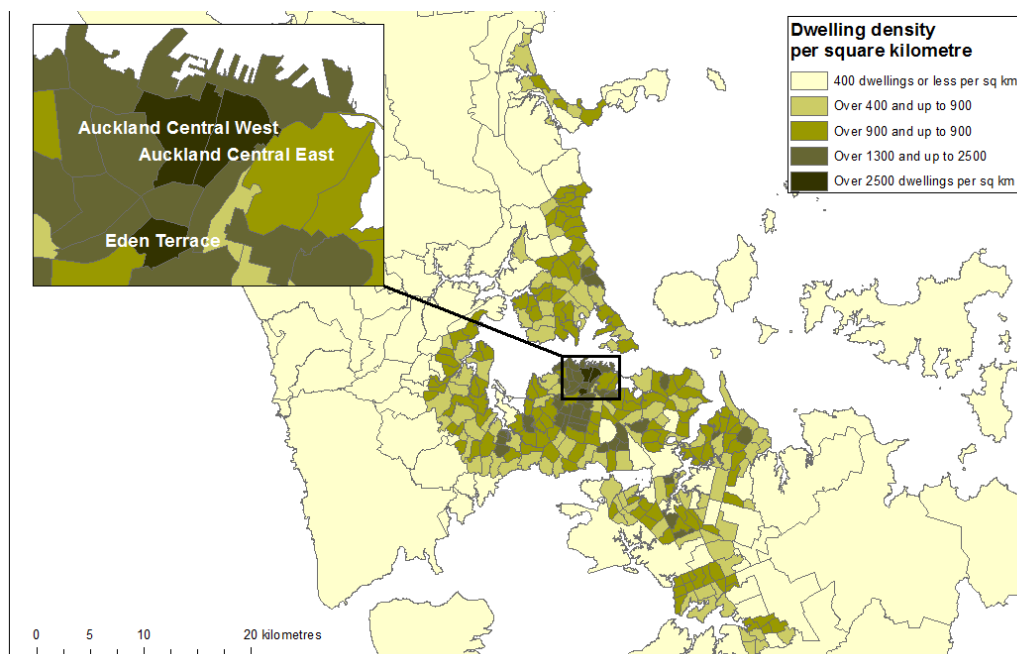 Auckland Central West
Auckland Central East
Eden Terrace
Dwelling density
per square kilometre
400 dwellings or less per sq km
Over 400 and up to 900
Over 900 and up to 900
Over 1300 and up to 2500
Over 2500 dwellings per sq km
0 5 10 20 kilometres